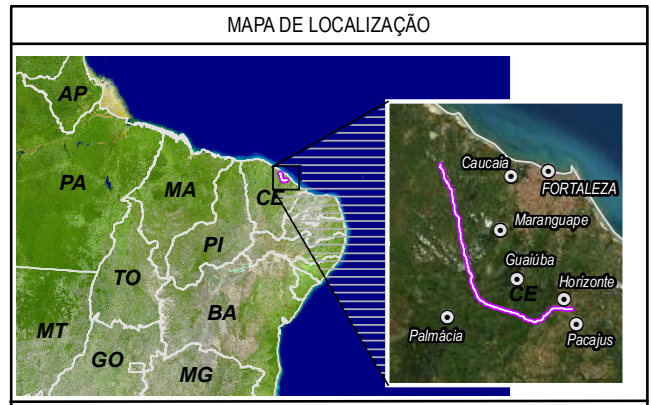 MAPA DE LOCALIZAÇÃO
AP
PA
MA
CE
PI
TO
BA
MT
GO
MG
Caucaia
FORTALEZA
Maranguape
Guaiúba
CE
Horizonte
Palmácia
Pacajus